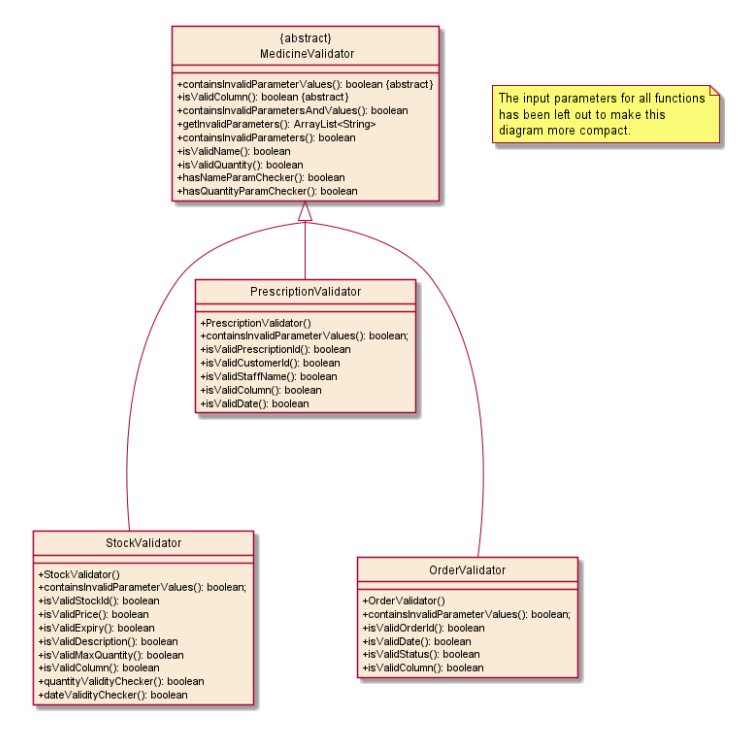 {abstract}
MedicineValidator
+containsInvalidParameterValues(): boolean {abstract}
+isValidColumn(): boolean {abstract}
+containsInvalidParametersAndValues(): boolean
+getInvalidParameters(): ArrayList<String>
+containsInvalidParameters(): boolean
+isValidName(): boolean
+isValidQuantity(): boolean
+hasNameParamChecker(): boolean
+hasQuantityParamChecker(): boolean
The input parameters for all functions
has been left out to make this
diagram more compact.
PrescriptionValidator
+PrescriptionValidator()
+containsInvalidParameterValues(): boolean;
+isValidPrescriptionId(): boolean
+isValidCustomerId(): boolean
+isValidStaffName(): boolean
+isValidColumn(): boolean
+isValidDate(): boolean
StockValidator
+StockValidator()
+containsInvalidParameterValues(): boolean;
+isValidStockId(): boolean
+isValidPrice(): boolean
+isValidExpiry(): boolean
+isValidDescription(): boolean
+isValidMaxQuantity(): boolean
+isValidColumn(): boolean
+quantityValidityChecker(): boolean
+dateValidityChecker(): boolean
OrderValidator
+OrderValidator()
+containsInvalidParameterValues(): boolean;
+isValidOrderId(): boolean
+isValidDate(): boolean
+isValidStatus(): boolean
+isValidColumn(): boolean